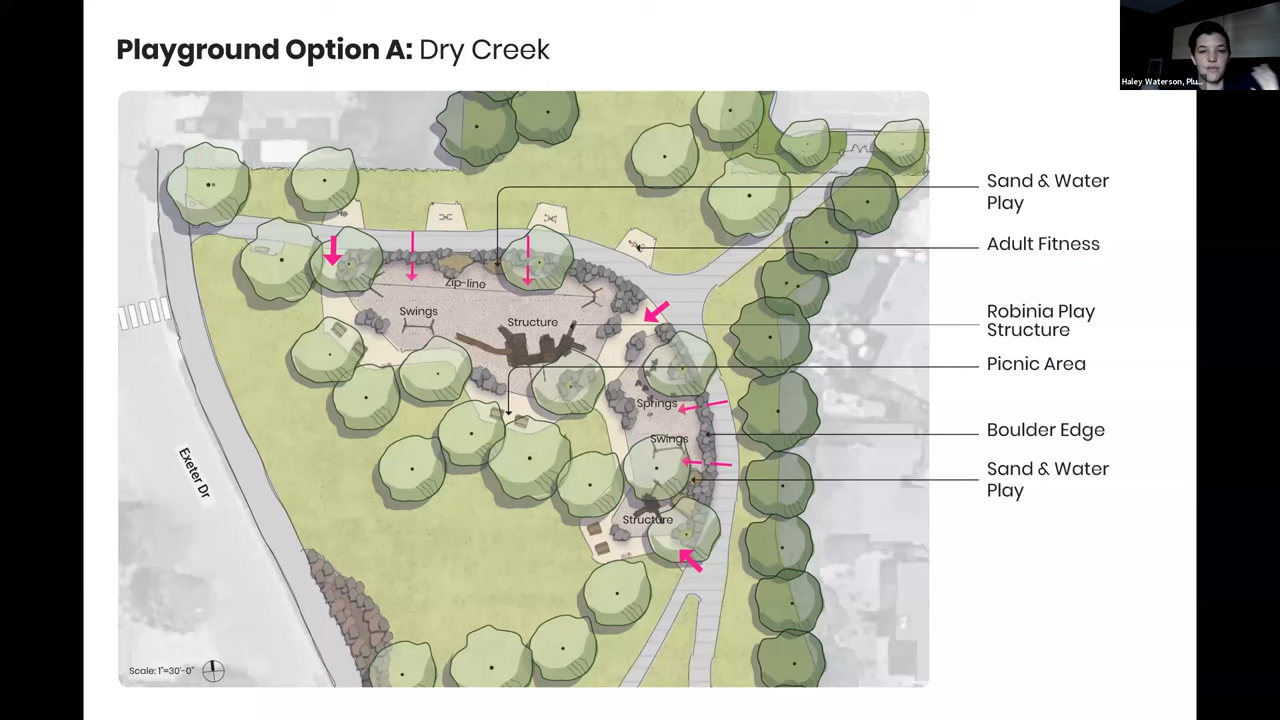 Playground Option A: Dry Creek
Haley Waterson, Plu...
Sand & Water
Play
Adult Fitness
Zip-line
Swings
Structure
Robinia Play
Structure
Picnic Area
Springs
Boulder Edge
Swings
Sand & Water
Play
Exeter Dr
Structure
Scale: 1"=30'-0"